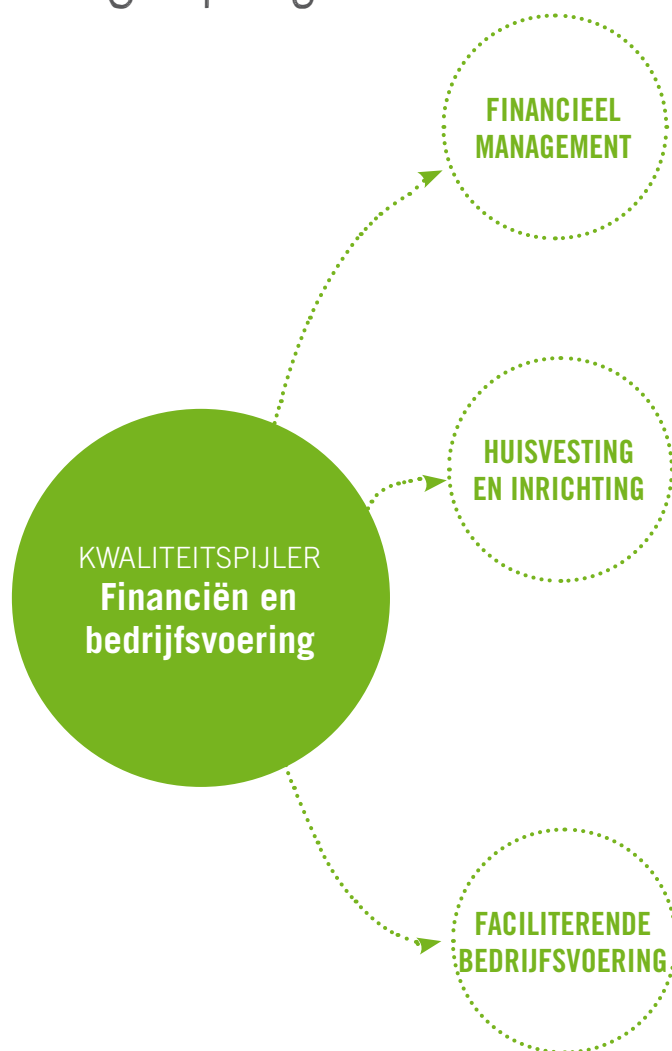 FINANCIEEL
MANAGEMENT
HUISVESTING
EN INRICHTING
KWALITEITSPIJLER
Financiën en
bedrijfsvoering
FACILITERENDE
BEDRIJFSVOERING